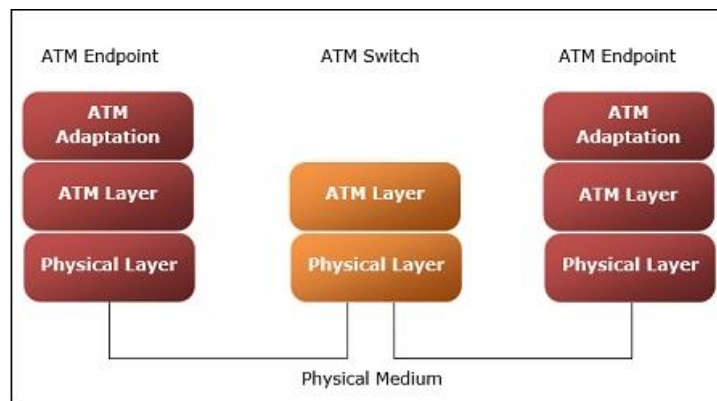 ATM Endpoint
ATM Switch
ATM Endpoint
ATM
Adaptation
ATM
Adaptation
ATM Layer
ATM Layer
ATM Layer
Physical Layer
Physical Layer
Physical Layer
Physical Medium